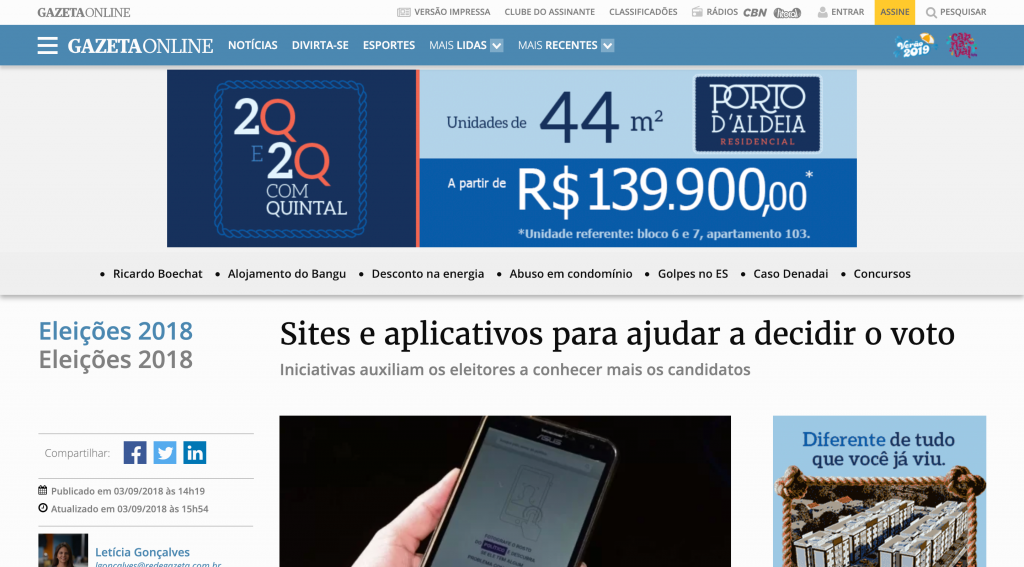 GAZETAONLINE
VERSÃO IMPRESSA CLUBE DO ASSINANTE CLASSIFICADÕES RÁDIOS CBN ENTRAR ASSINE PESQUISAR
GAZETAONLINE NOTÍCIAS DIVIRTA-SE ESPORTES MAIS LIDAS MAIS RECENTES Verão 2019
2Q
E 2Q
COM
QUINTAL
Unidades de 44 m²
PORTO
D'ALDEIA
RESIDENCIAL
A partir de R$139.900,00*
*Unidade referente: bloco 6 e 7, apartamento 103.
• Ricardo Boechat • Alojamento do Bangu • Desconto na energia • Abuso em condomínio • Golpes no ES • Caso Denadai • Concursos
Eleições 2018
Eleições 2018
Sites e aplicativos para ajudar a decidir o voto
Iniciativas auxiliam os eleitores a conhecer mais os candidatos
Compartilhar:
Publicado em 03/09/2018 às 14h19
Atualizado em 03/09/2018 às 15h54
Letícia Gonçalves
lgoncalves@redegazeta.com.br
ASUS
Diferente de tudo
que você já viu.